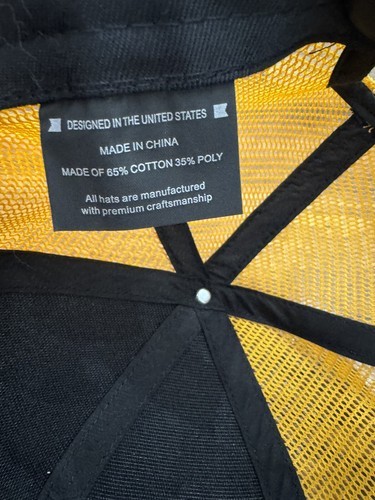 DESIGNED IN THE UNITED STATES
MADE IN CHINA
MADE OF 65% COTTON 35% POLY
All hats are manufactured
with premium craftsmanship